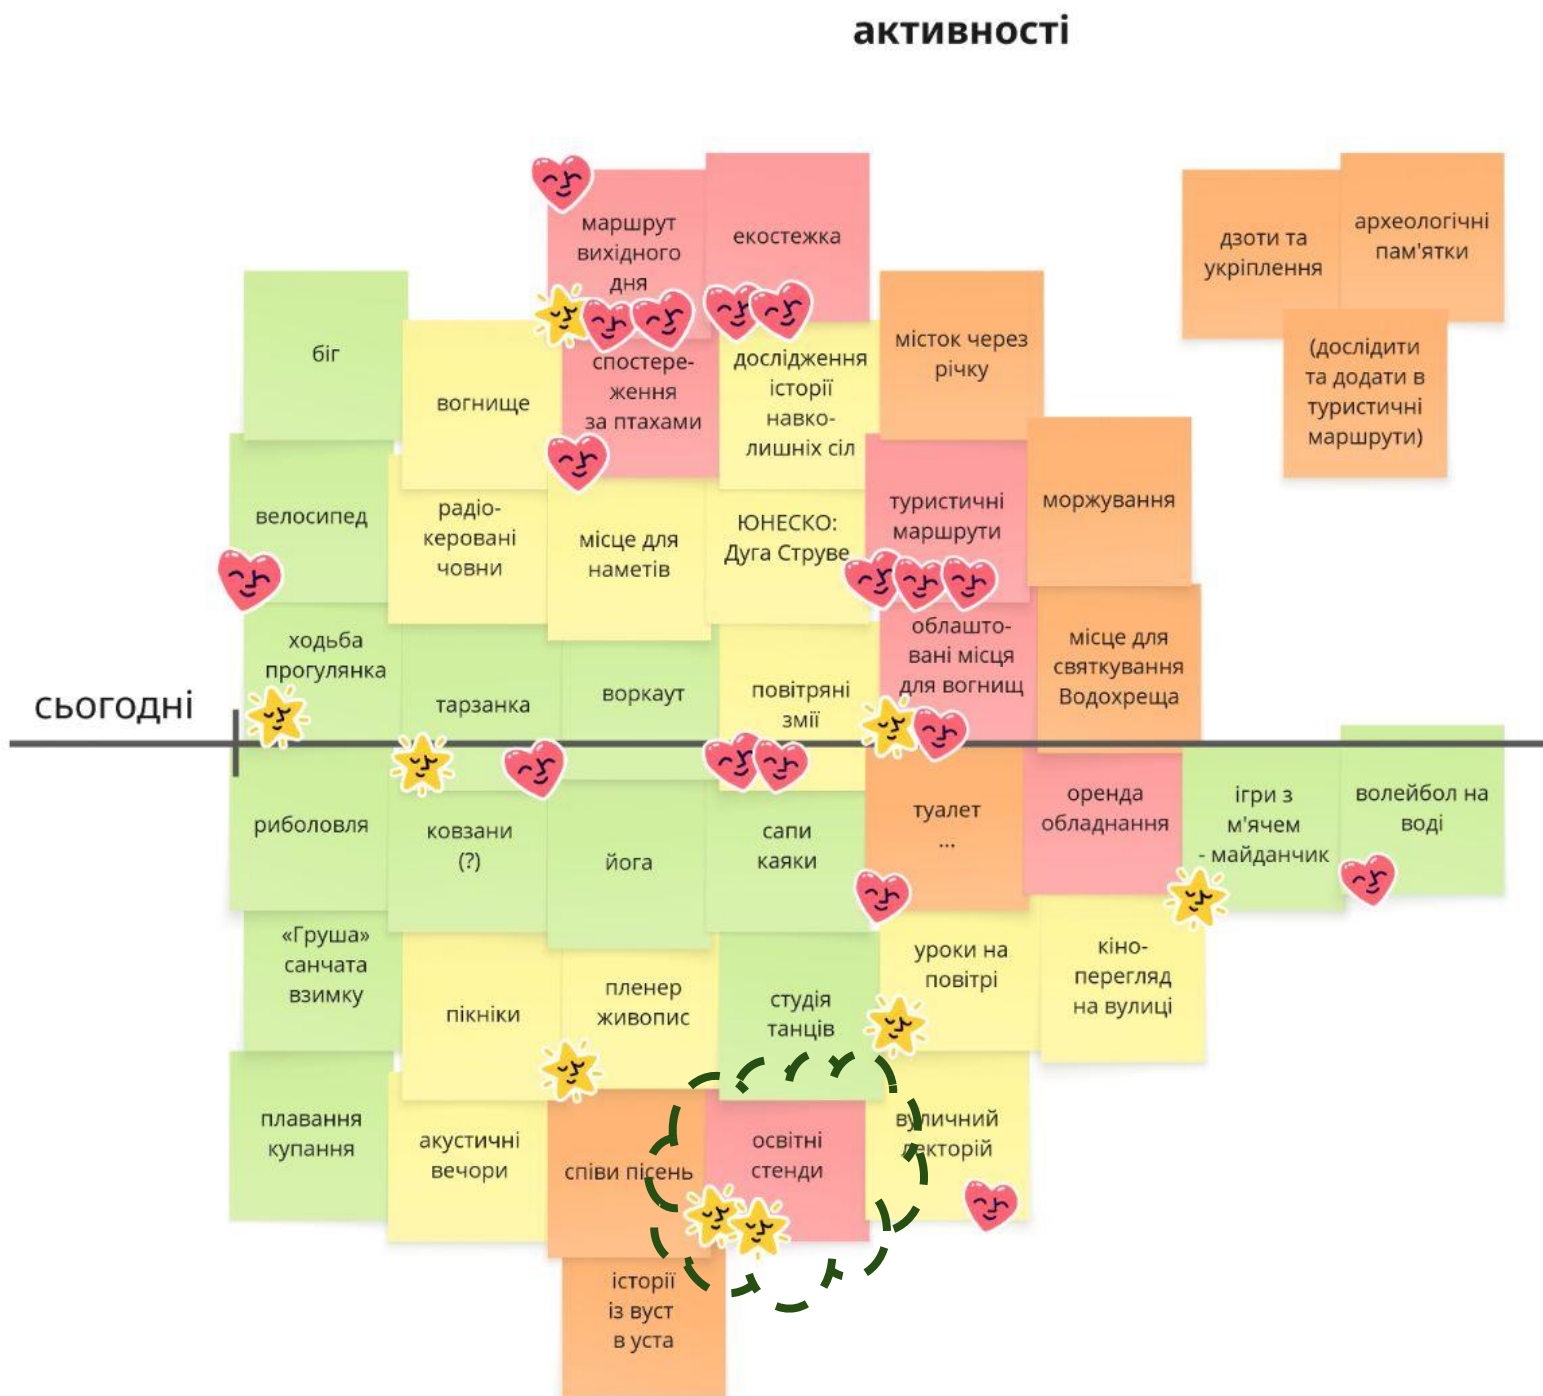 активності
маршрут
вихідного
дня
екостежка
дзоти та
укріплення
археологічні
пам'ятки
(дослідити
та додати в
туристичні
маршрути)
біг
вогнище
спостере-
ження
за птахами
дослідження
історії
навко-
лишніх сіл
місток через
річку
велосипед
радіо-
керовані
човни
місце для
наметів
ЮНЕСКО:
Дуга Струве
туристичні
маршрути
моржування
ходьба
прогулянка
тарзанка
воркаут
повітряні
змії
облашто-
вані місця
для вогнищ
місце для
святкування
Водохреща
сьогодні
риболовля
ковзани
(?)
йога
сапи
каяки
туалет
...
оренда
обладнання
ігри з
м'ячем
- майданчик
волейбол на
воді
«Груша»
санчата
взимку
пікніки
пленер
живопис
студія
танців
уроки на
повітрі
кіно-
перегляд
на вулиці
плавання
купання
акустичні
вечори
співи пісень
освітні
стенди
вуличний
лекторій
історії
із вуст
в уста